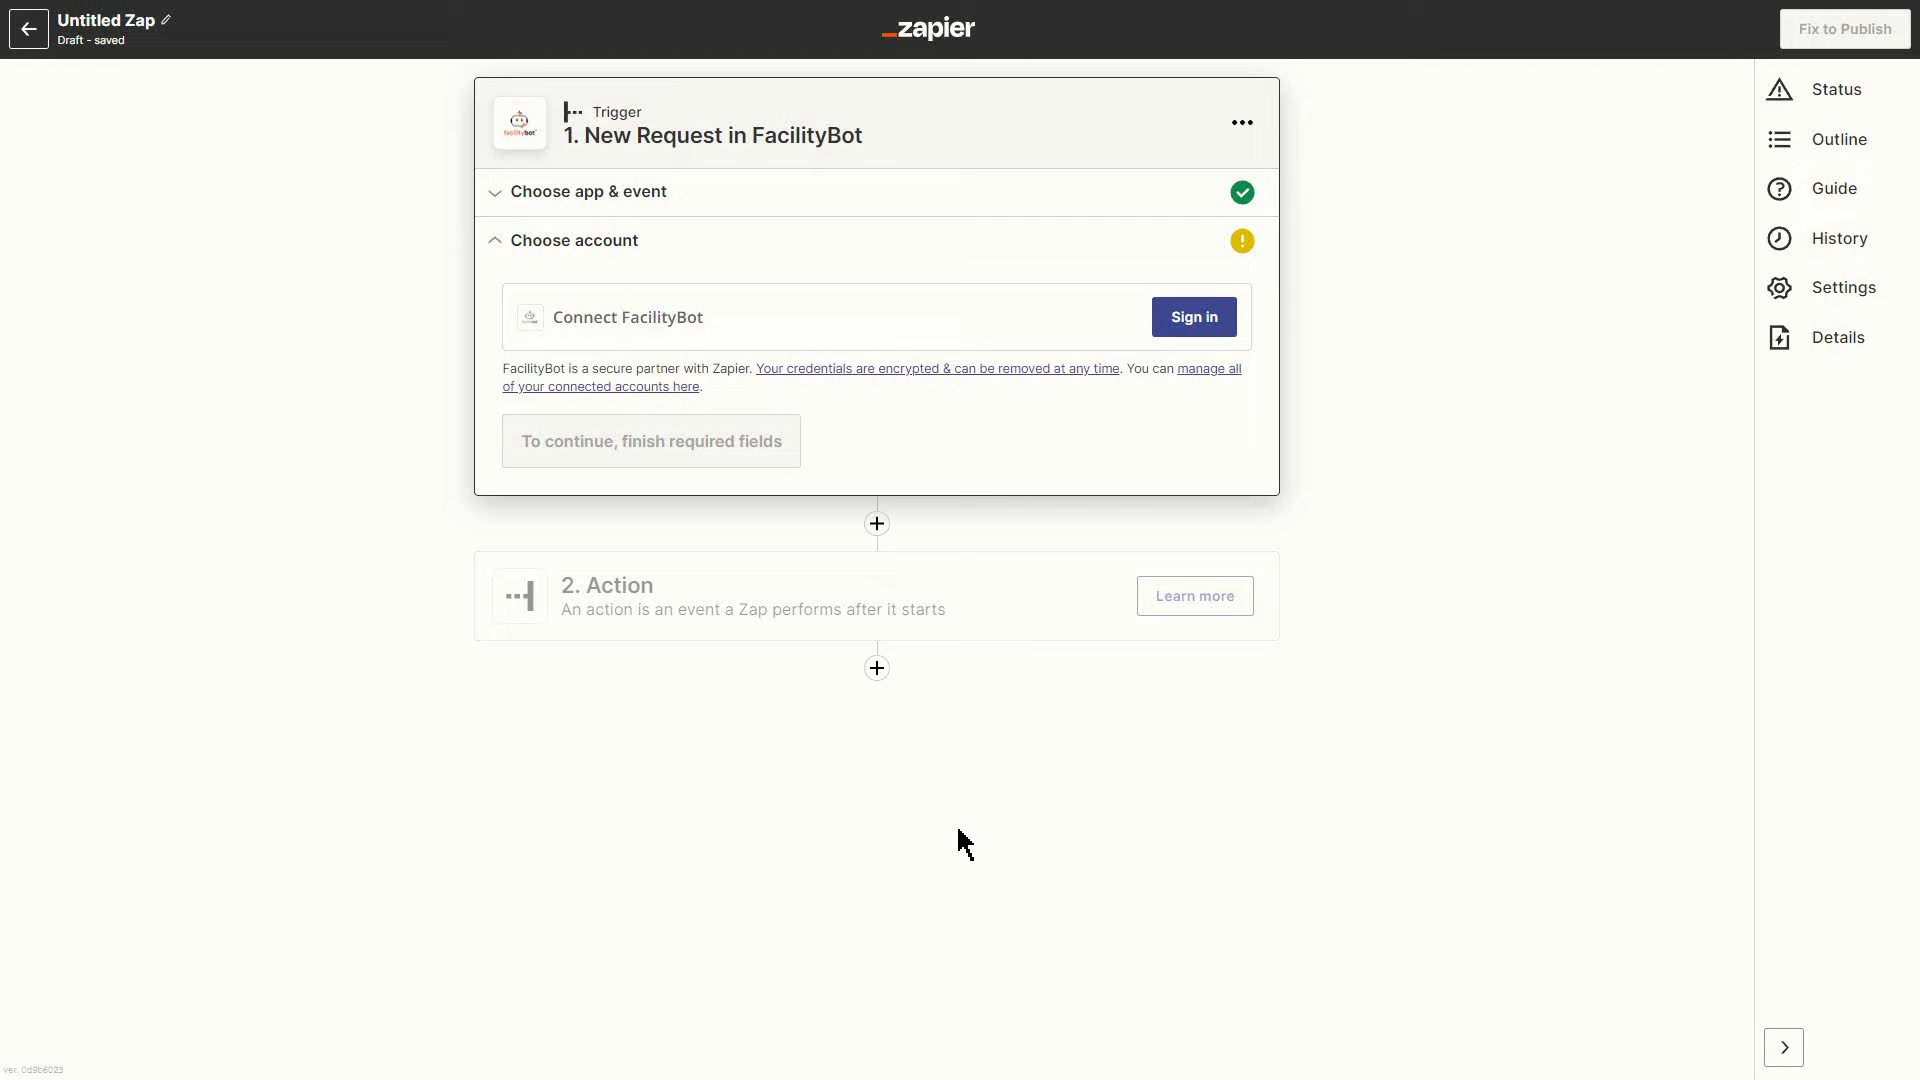 Untitled Zap
Draft - saved
zapier
Fix to Publish
Trigger
1. New Request in FacilityBot
facilitybot
Choose app & event
Choose account
Connect FacilityBot
Sign in
FacilityBot is a secure partner with Zapier. Your credentials are encrypted & can be removed at any time. You can manage all
of your connected accounts here.
To continue, finish required fields
2. Action
An action is an event a Zap performs after it starts
Learn more
Status
Outline
Guide
History
Settings
Details
ver. 0d9b6023